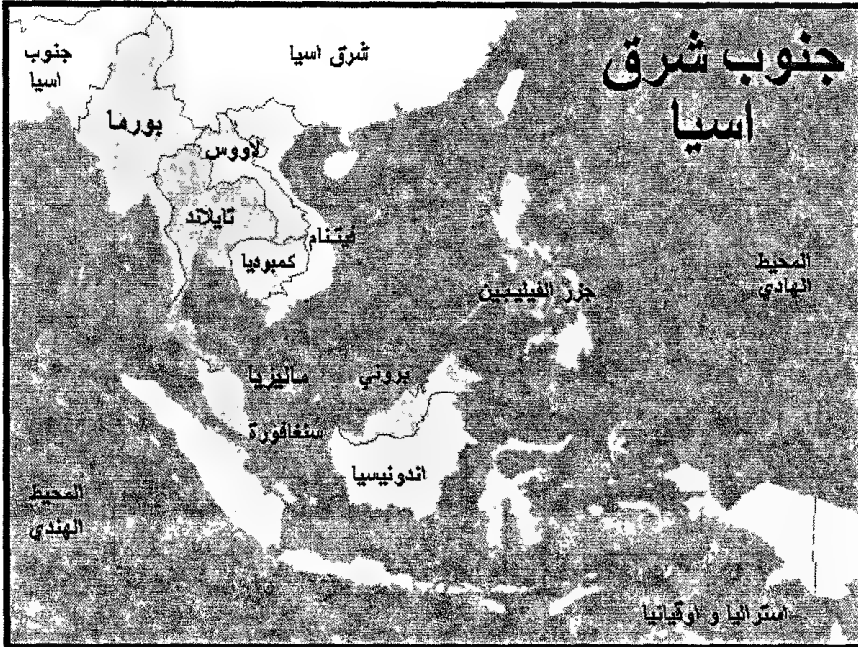 جنوب شرق
اسيا
شرق اسيا
جنوب
اسيا
بورما
لاووس
تايلاند
فيتنام
كمبوديا
المحيط
الهادي
جزر الفيليبين
ماليزيا
بروني
سنغافورة
اندونيسيا
المحيط
الهندي
استراليا و اوقيانيا